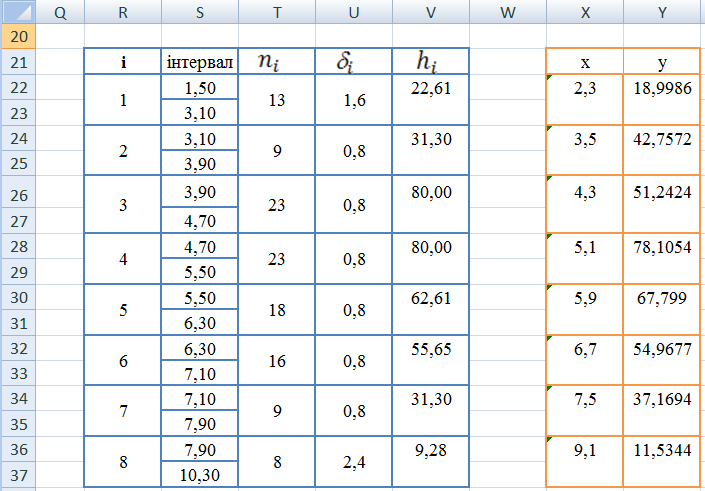 Q R S T U V W X Y
20
21 i інтервал nᵢ δᵢ hᵢ x y
22 1 1,50 13 1,6 22,61 2,3 18,9986
23 3,10
24 2 3,10 9 0,8 31,30 3,5 42,7572
25 3,90
26 3 3,90 23 0,8 80,00 4,3 51,2424
27 4,70
28 4 4,70 23 0,8 80,00 5,1 78,1054
29 5,50
30 5 5,50 18 0,8 62,61 5,9 67,799
31 6,30
32 6 6,30 16 0,8 55,65 6,7 54,9677
33 7,10
34 7 7,10 9 0,8 31,30 7,5 37,1694
35 7,90
36 8 7,90 8 2,4 9,28 9,1 11,5344
37 10,30